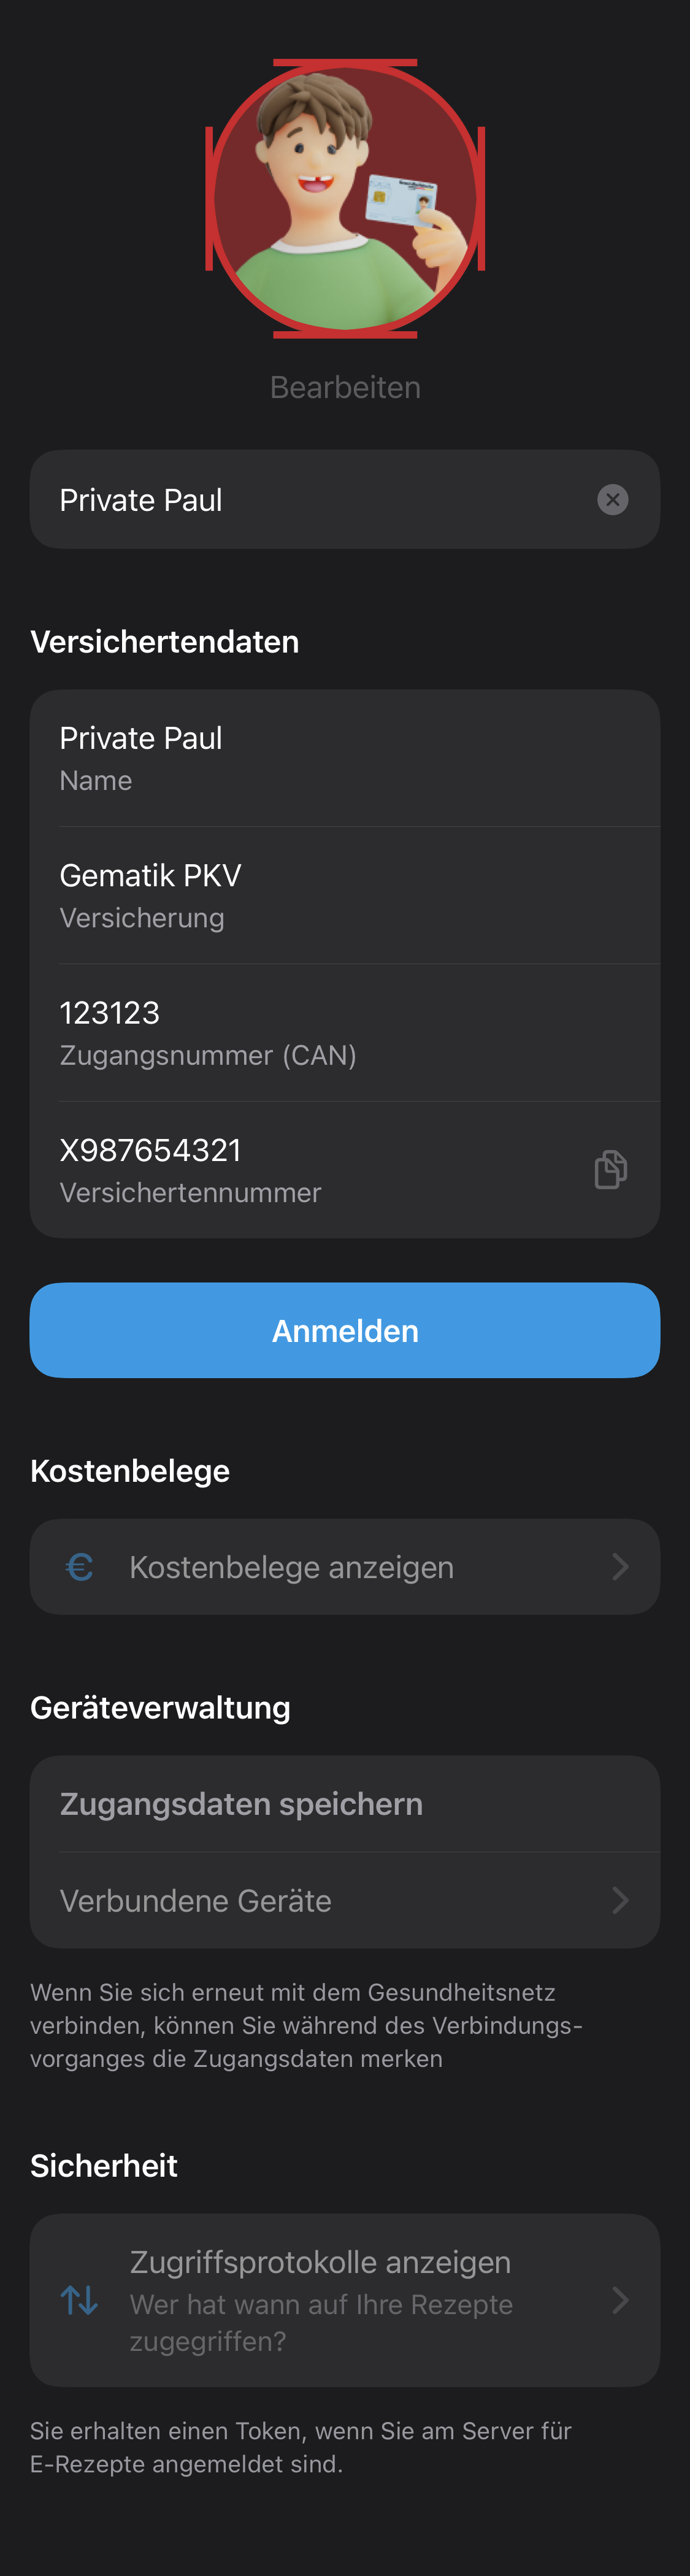 Bearbeiten
Private Paul
Versichertendaten
Private Paul
Name
Gematik PKV
Versicherung
123123
Zugangsnummer (CAN)
X987654321
Versichertennummer
Anmelden
Kostenbelege
€ Kostenbelege anzeigen
Geräteverwaltung
Zugangsdaten speichern
Verbundene Geräte
Wenn Sie sich erneut mit dem Gesundheitsnetz
verbinden, können Sie während des Verbindungs-
vorganges die Zugangsdaten merken
Sicherheit
Zugriffsprotokolle anzeigen
Wer hat wann auf Ihre Rezepte
zugegriffen?
Sie erhalten einen Token, wenn Sie am Server für
E-Rezepte angemeldet sind.